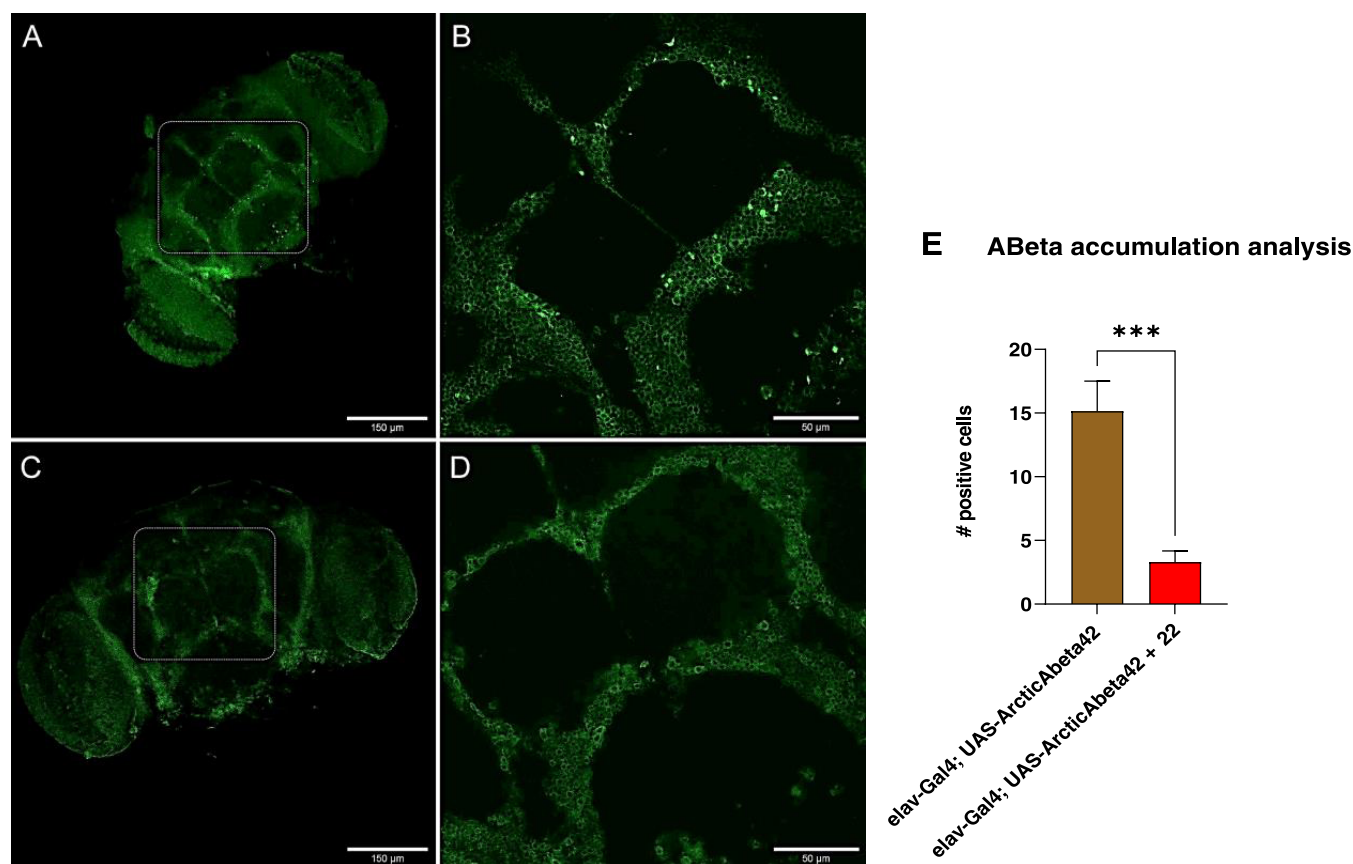 A
B
150 µm
50 µm
C
D
150 µm
50 µm
E ABeta accumulation analysis
***
20
15
10
5
0
# positive cells
elav-Gal4; UAS-ArcticAbeta42
elav-Gal4; UAS-ArcticAbeta42 + 22